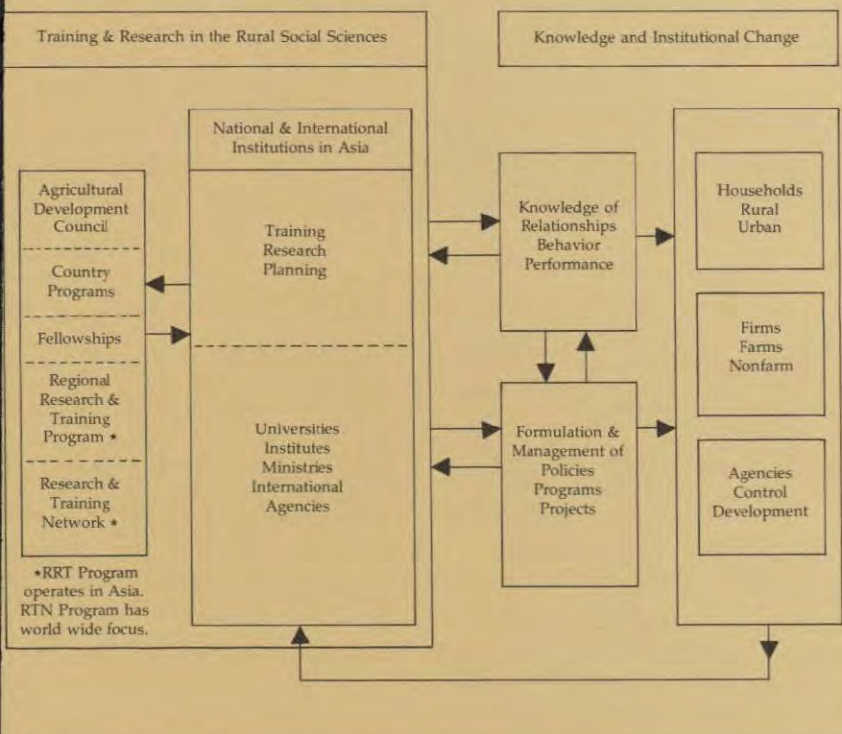 Training & Research in the Rural Social Sciences
Knowledge and Institutional Change
National & International
Institutions in Asia
Agricultural
Development
Council
Country
Programs
Fellowships
Regional
Research &
Training
Program *
Research &
Training
Network *
*RRT Program
operates in Asia.
RTN Program has
world wide focus.
Training
Research
Planning
Universities
Institutes
Ministries
International
Agencies
Knowledge of
Relationships
Behavior
Performance
Formulation &
Management of
Policies
Programs
Projects
Households
Rural
Urban
Firms
Farms
Nonfarm
Agencies
Control
Development